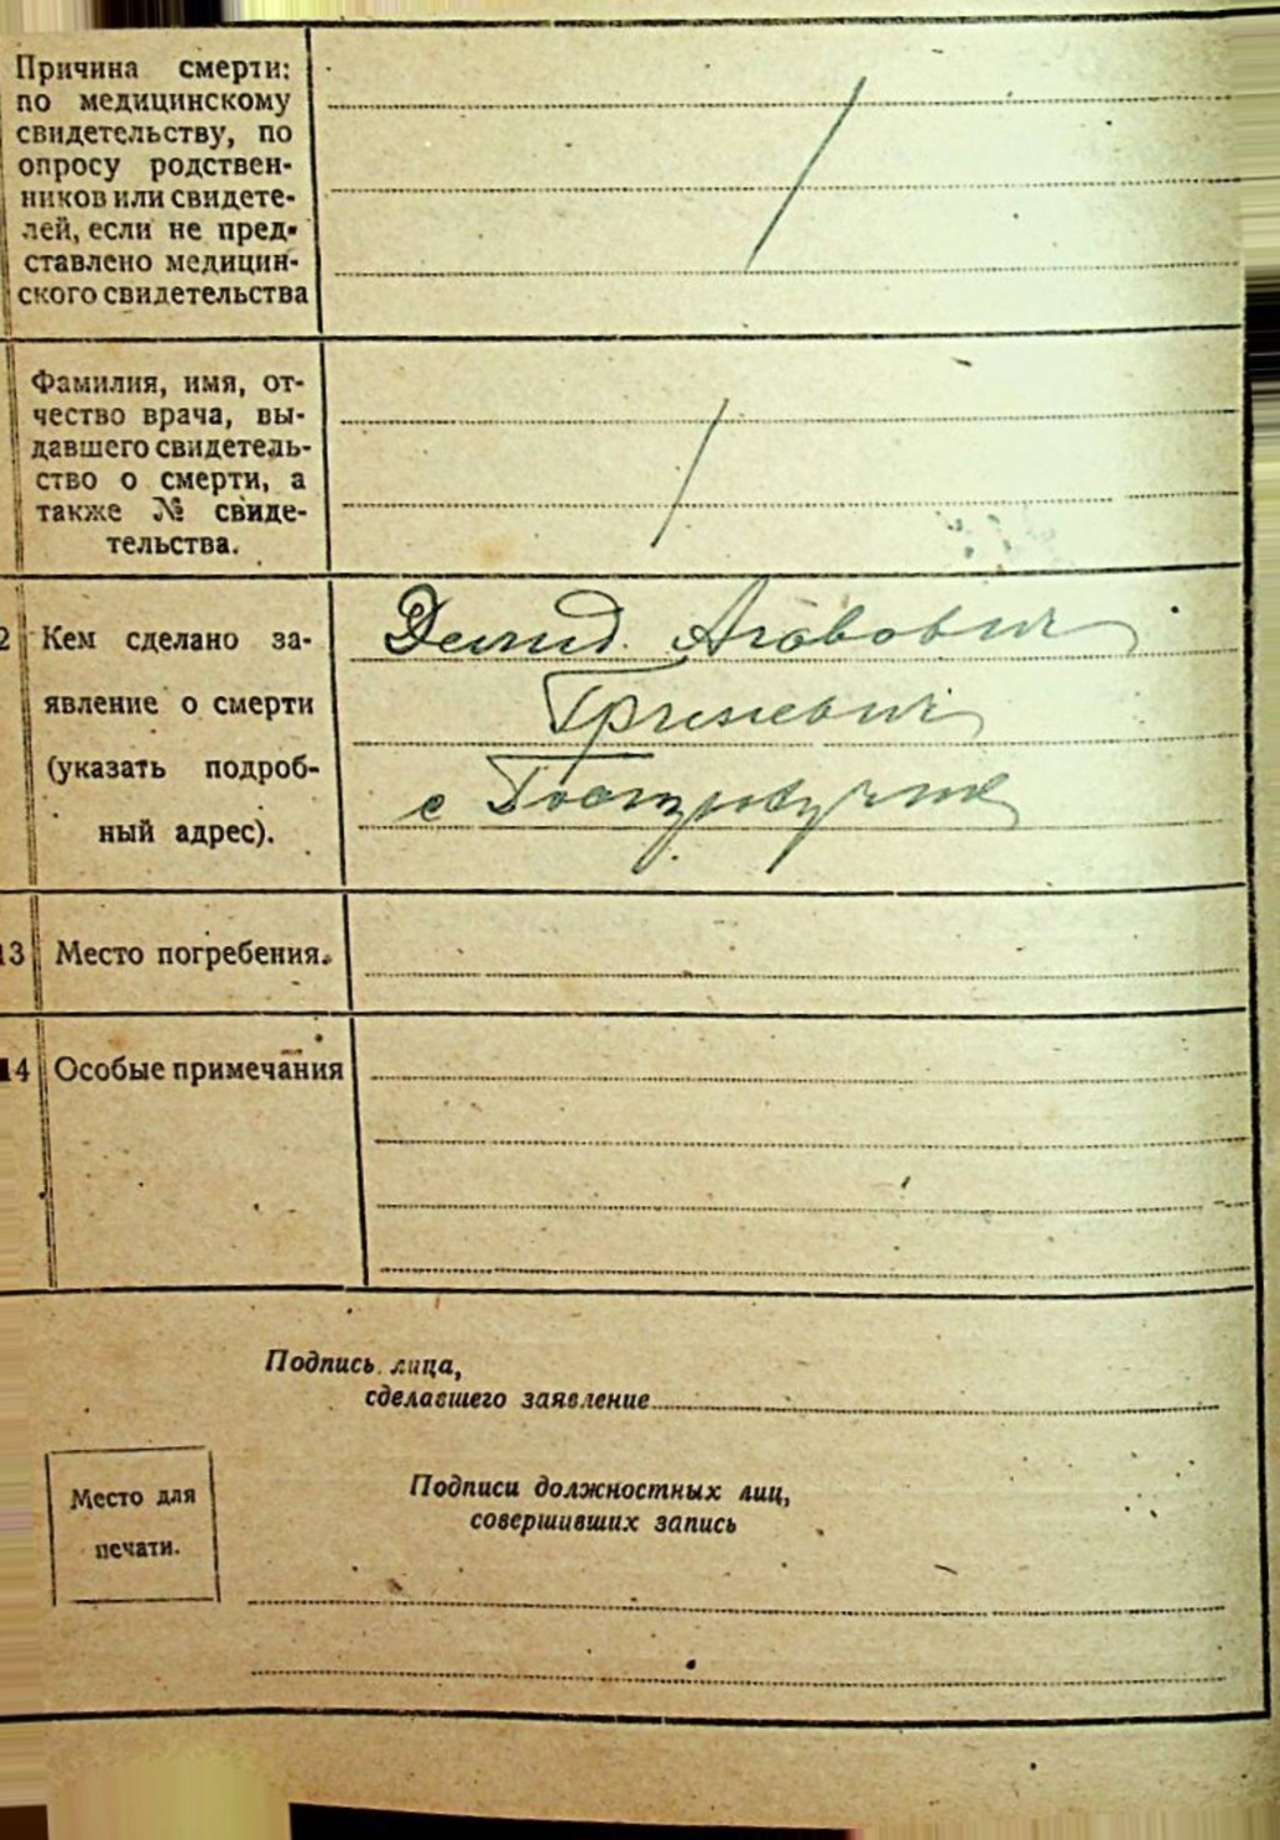 Причина смерти:
по медицинскому
свидетельству, по
опросу родствен-
ников или свидете-
лей, если не пред-
ставлено медицин-
ского свидетельства
Фамилия, имя, от-
чество врача, вы-
давшего свидетель-
ство о смерти, а
также № свиде-
тельства.
2 Кем сделано за-
явление о смерти
(указать подроб-
ный адрес).
Демид
с
13 Место погребения.
14 Особые примечания
Подпись лица,
сделавшего заявление
Место для
печати.
Подписи должностных лиц,
совершивших запись